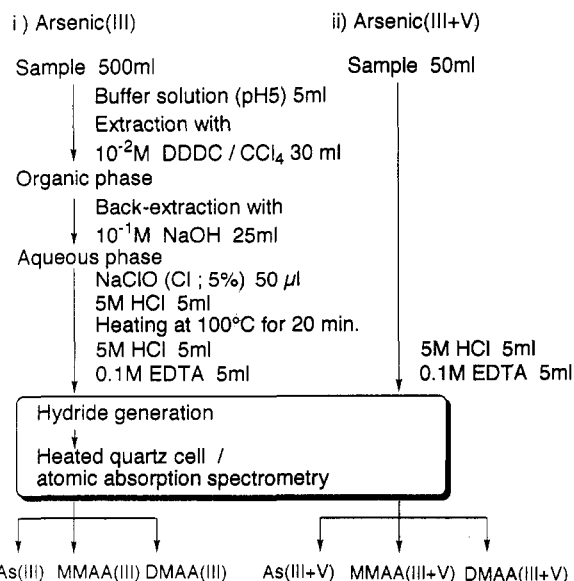 i ) Arsenic(III)
ii) Arsenic(III+V)
Sample 500ml
Sample 50ml
Buffer solution (pH5) 5ml
Extraction with
10⁻²M DDDC / CCl₄ 30 ml
Organic phase
Back-extraction with
10⁻¹M NaOH 25ml
Aqueous phase
NaClO (Cl ; 5%) 50 µl
5M HCl 5ml
Heating at 100°C for 20 min.
5M HCl 5ml
0.1M EDTA 5ml
5M HCl 5ml
0.1M EDTA 5ml
Hydride generation
Heated quartz cell /
atomic absorption spectrometry
As(III) MMAA(III) DMAA(III)
As(III+V) MMAA(III+V) DMAA(III+V)